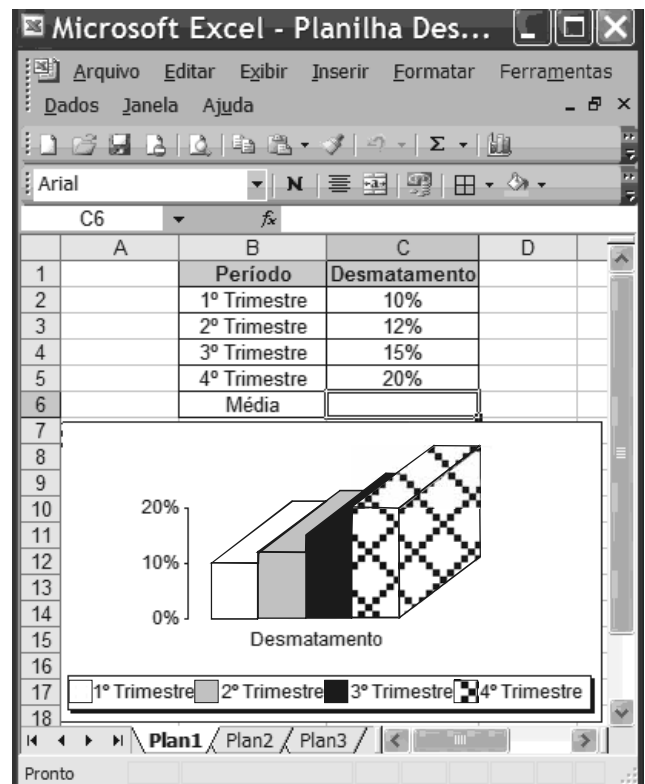 Microsoft Excel - Planilha Des...
Arquivo Editar Exibir Inserir Formatar Ferramentas
Dados Janela Ajuda
Arial N
C6 fx
A B C D
1 Período Desmatamento
2 1º Trimestre 10%
3 2º Trimestre 12%
4 3º Trimestre 15%
5 4º Trimestre 20%
6 Média
7
8
9
10 20%
11
12 10%
13
14 0%
15 Desmatamento
16
17 1º Trimestre 2º Trimestre 3º Trimestre 4º Trimestre
18
Plan1 Plan2 Plan3
Pronto